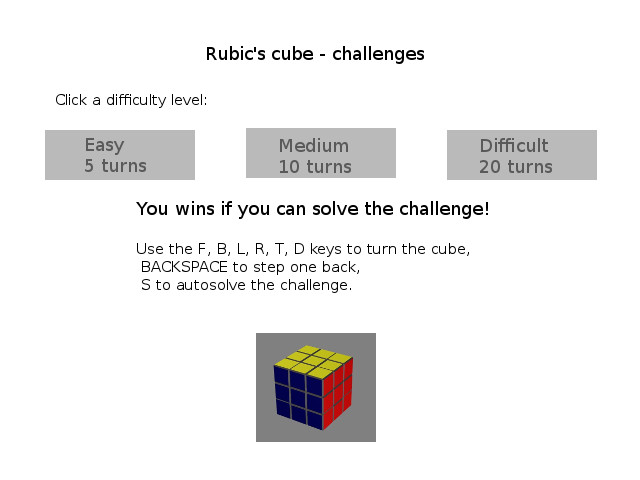 Rubic's cube - challenges
Click a difficulty level:
Easy
5 turns
Medium
10 turns
Difficult
20 turns
You wins if you can solve the challenge!
Use the F, B, L, R, T, D keys to turn the cube,
BACKSPACE to step one back,
S to autosolve the challenge.